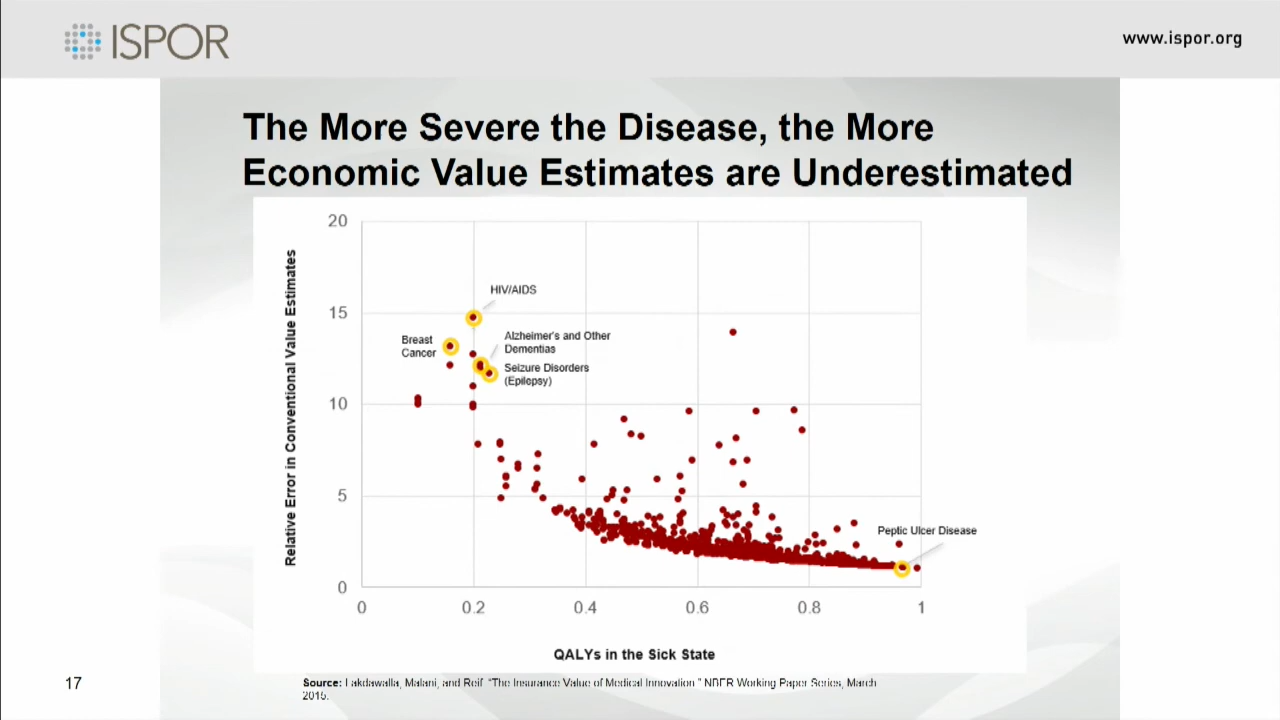 ISPOR
www.ispor.org
The More Severe the Disease, the More
Economic Value Estimates are Underestimated
Relative Error in Conventional Value Estimates
20
15
10
5
0
HIV/AIDS
Breast
Cancer
Alzheimer's and Other
Dementias
Seizure Disorders
(Epilepsy)
Peptic Ulcer Disease
0 0.2 0.4 0.6 0.8 1
QALYs in the Sick State
17
Source: Lakdawalla, Malani, and Reif. "The Insurance Value of Medical Innovation." NBER Working Paper Series, March
2015.